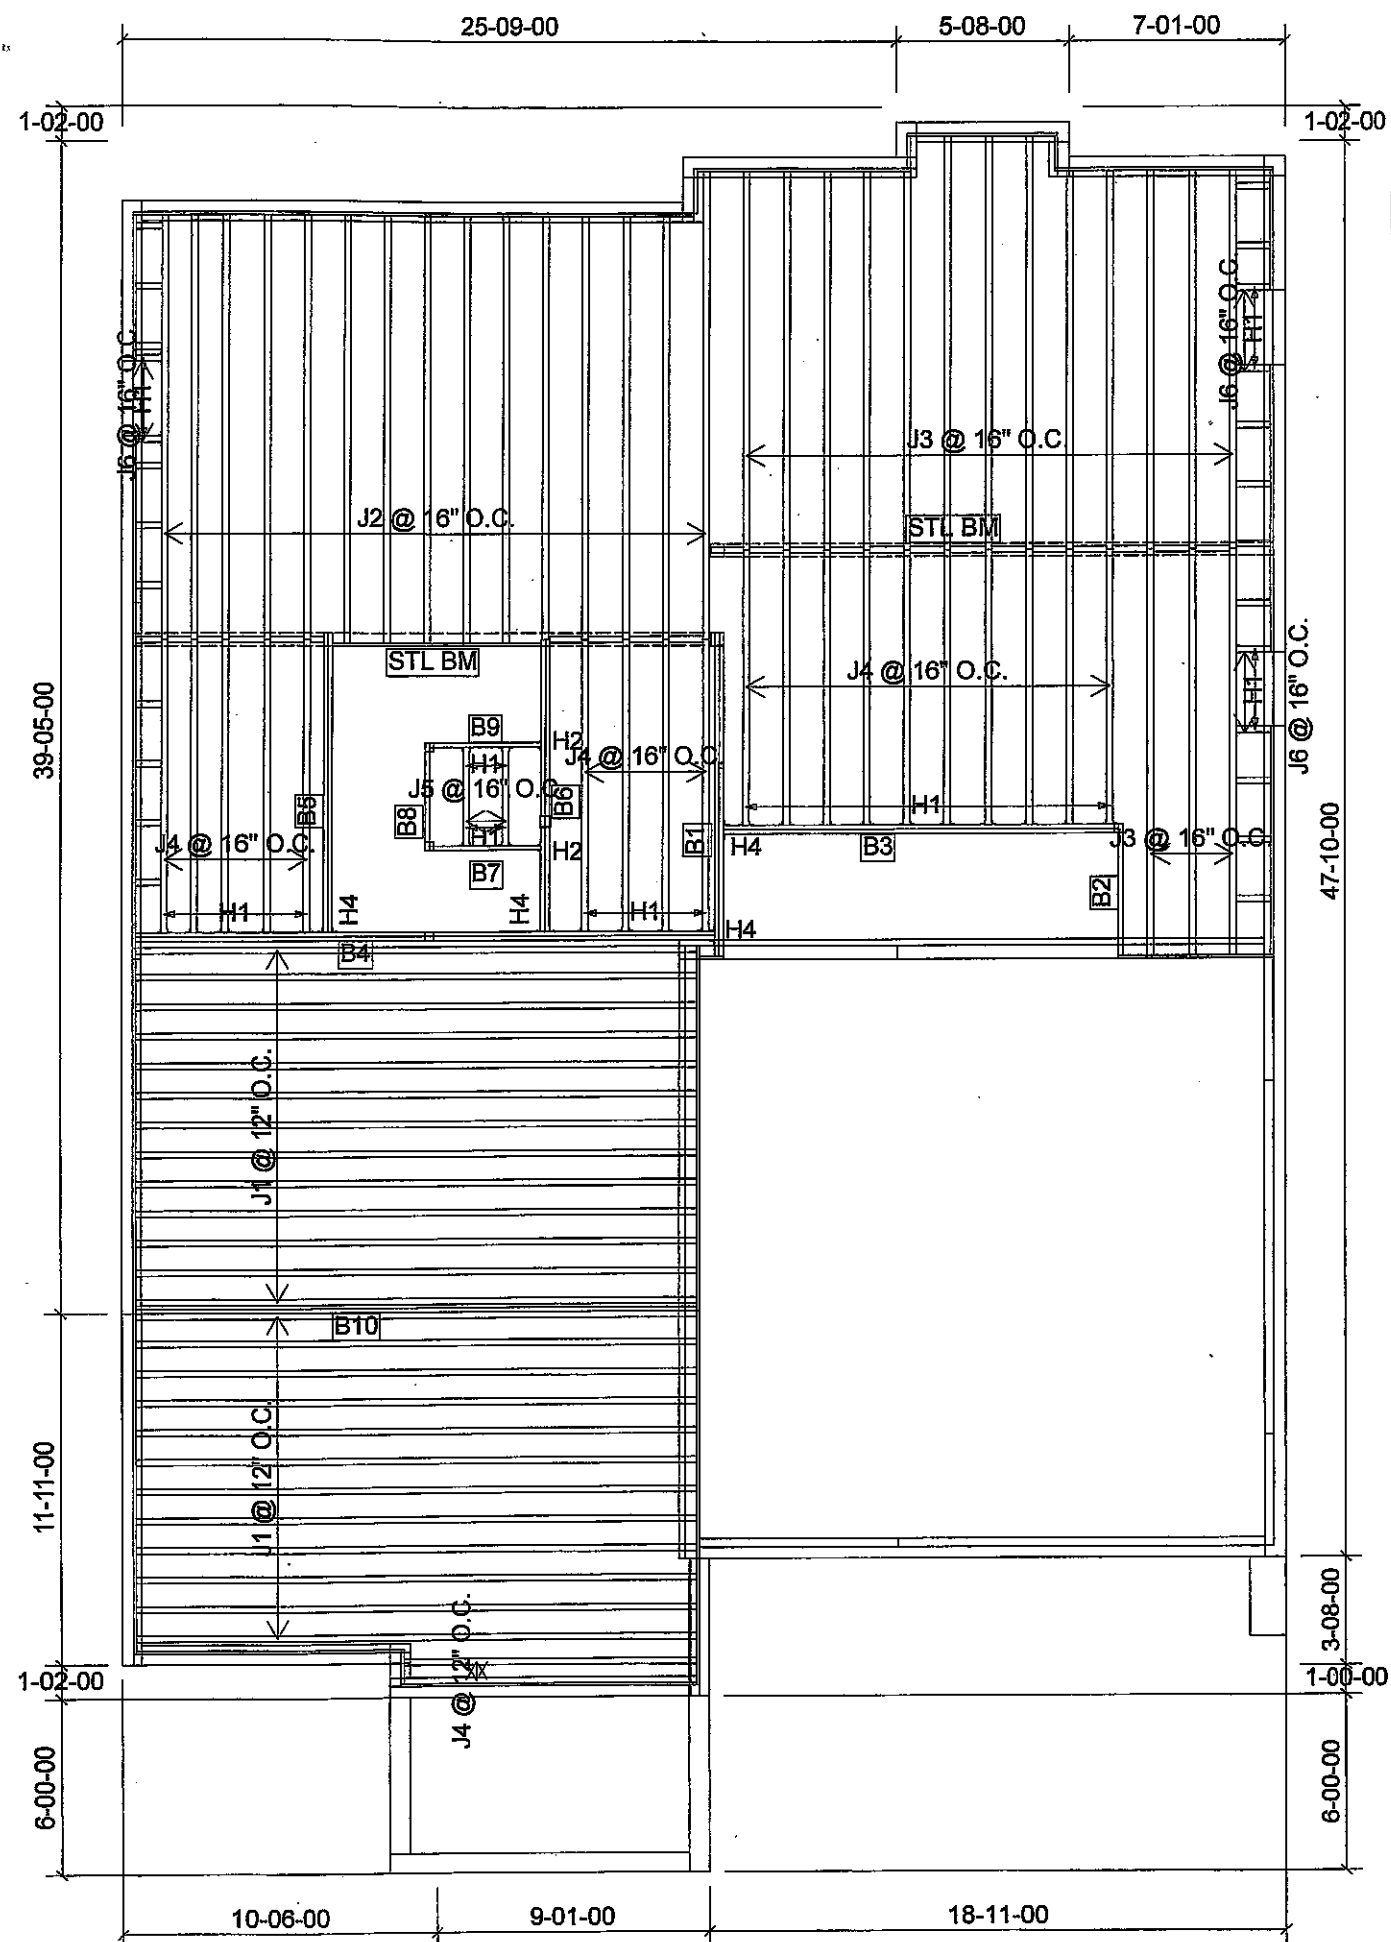 25-09-00
5-08-00
7-01-00
1-02-00
1-02-00
J6 @ 16" O.C.
H1
J6 @ 16" O.C
H1
J3 @ 16" O.C.
J2 @ 16" O.C.
STL BM
STL BM
J4 @ 16" O.C.
H1
J6 @ 16" O.C.
39-05-00
B9
H2
J4 @ 16" O.C.
H1
J5 @ 16" O.C
B8
B6
H1
B5
J4 @ 16" O.C.
B7
H2
B1
H1
H4
B3
J3 @ 16" O.C.
B2
47-10-00
H1
H4
H4
H1
H4
B4
J1 @ 12" O.C.
B10
J1 @ 12" O.C.
11-11-00
3-08-00
1-02-00
1-00-00
J4 @ 12" O.C.
6-00-00
6-00-00
10-06-00
9-01-00
18-11-00